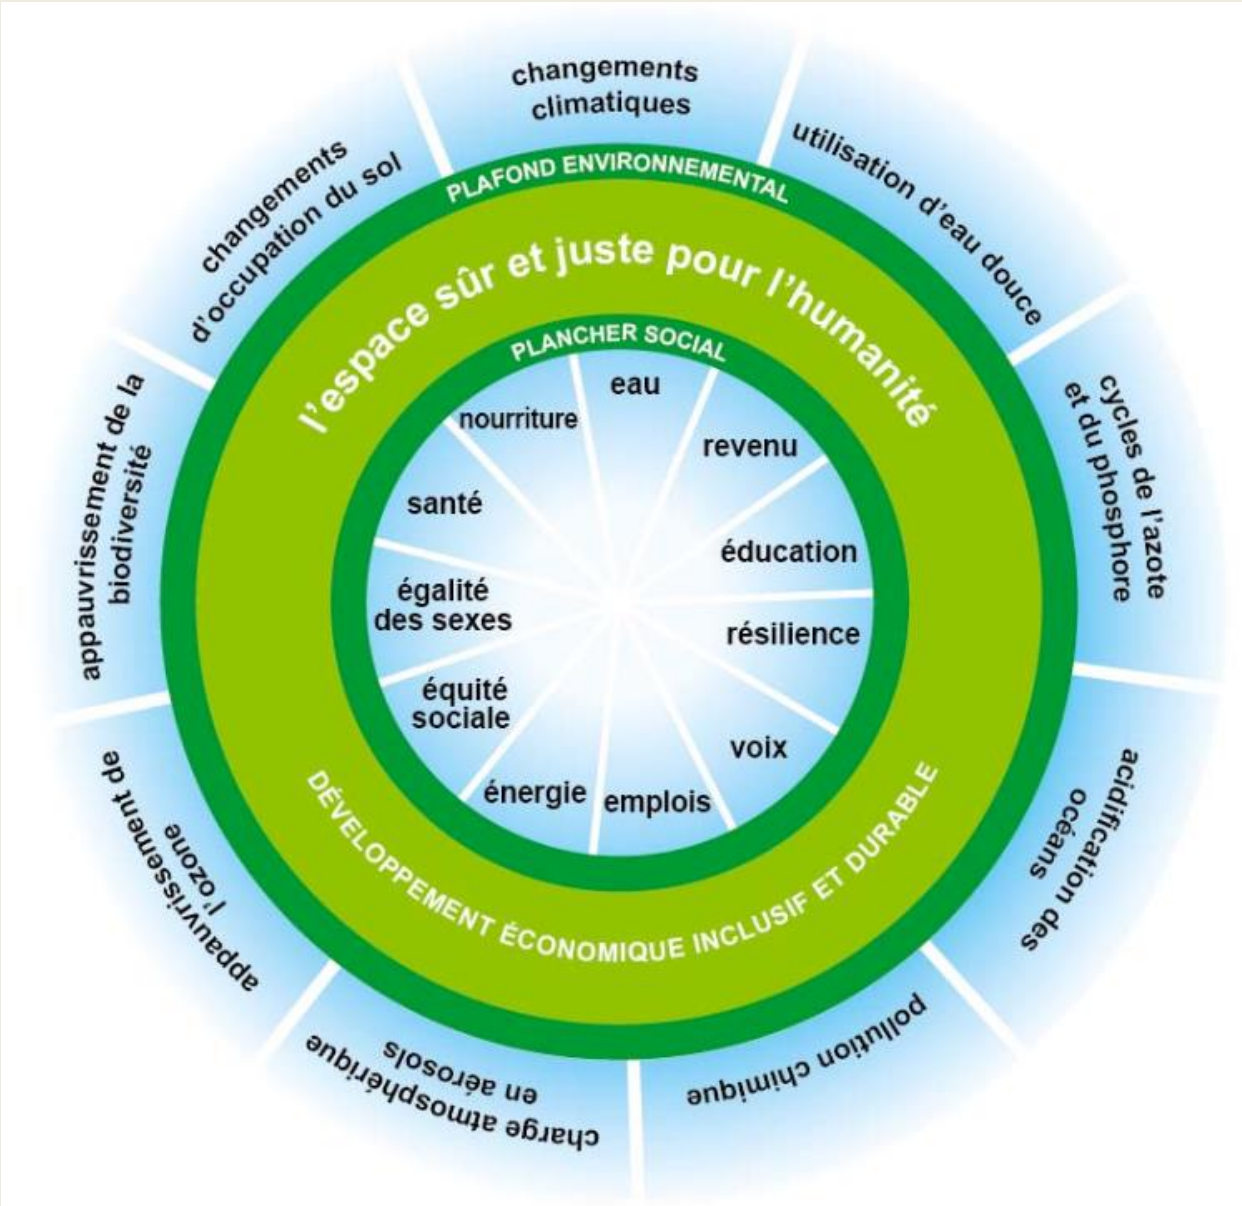 changements
climatiques
utilisation d'eau douce
cycles de l'azote
et du phosphore
acidification des
océans
pollution chimique
charge atmosphérique
en aérosols
appauvrissement de
l'ozone
appauvrissement de la
biodiversité
changements
d'occupation du sol
PLAFOND ENVIRONNEMENTAL
l'espace sûr et juste pour l'humanité
PLANCHER SOCIAL
eau
revenu
éducation
résilience
voix
emplois
énergie
équité
sociale
égalité
des sexes
santé
nourriture
DÉVELOPPEMENT ÉCONOMIQUE INCLUSIF ET DURABLE